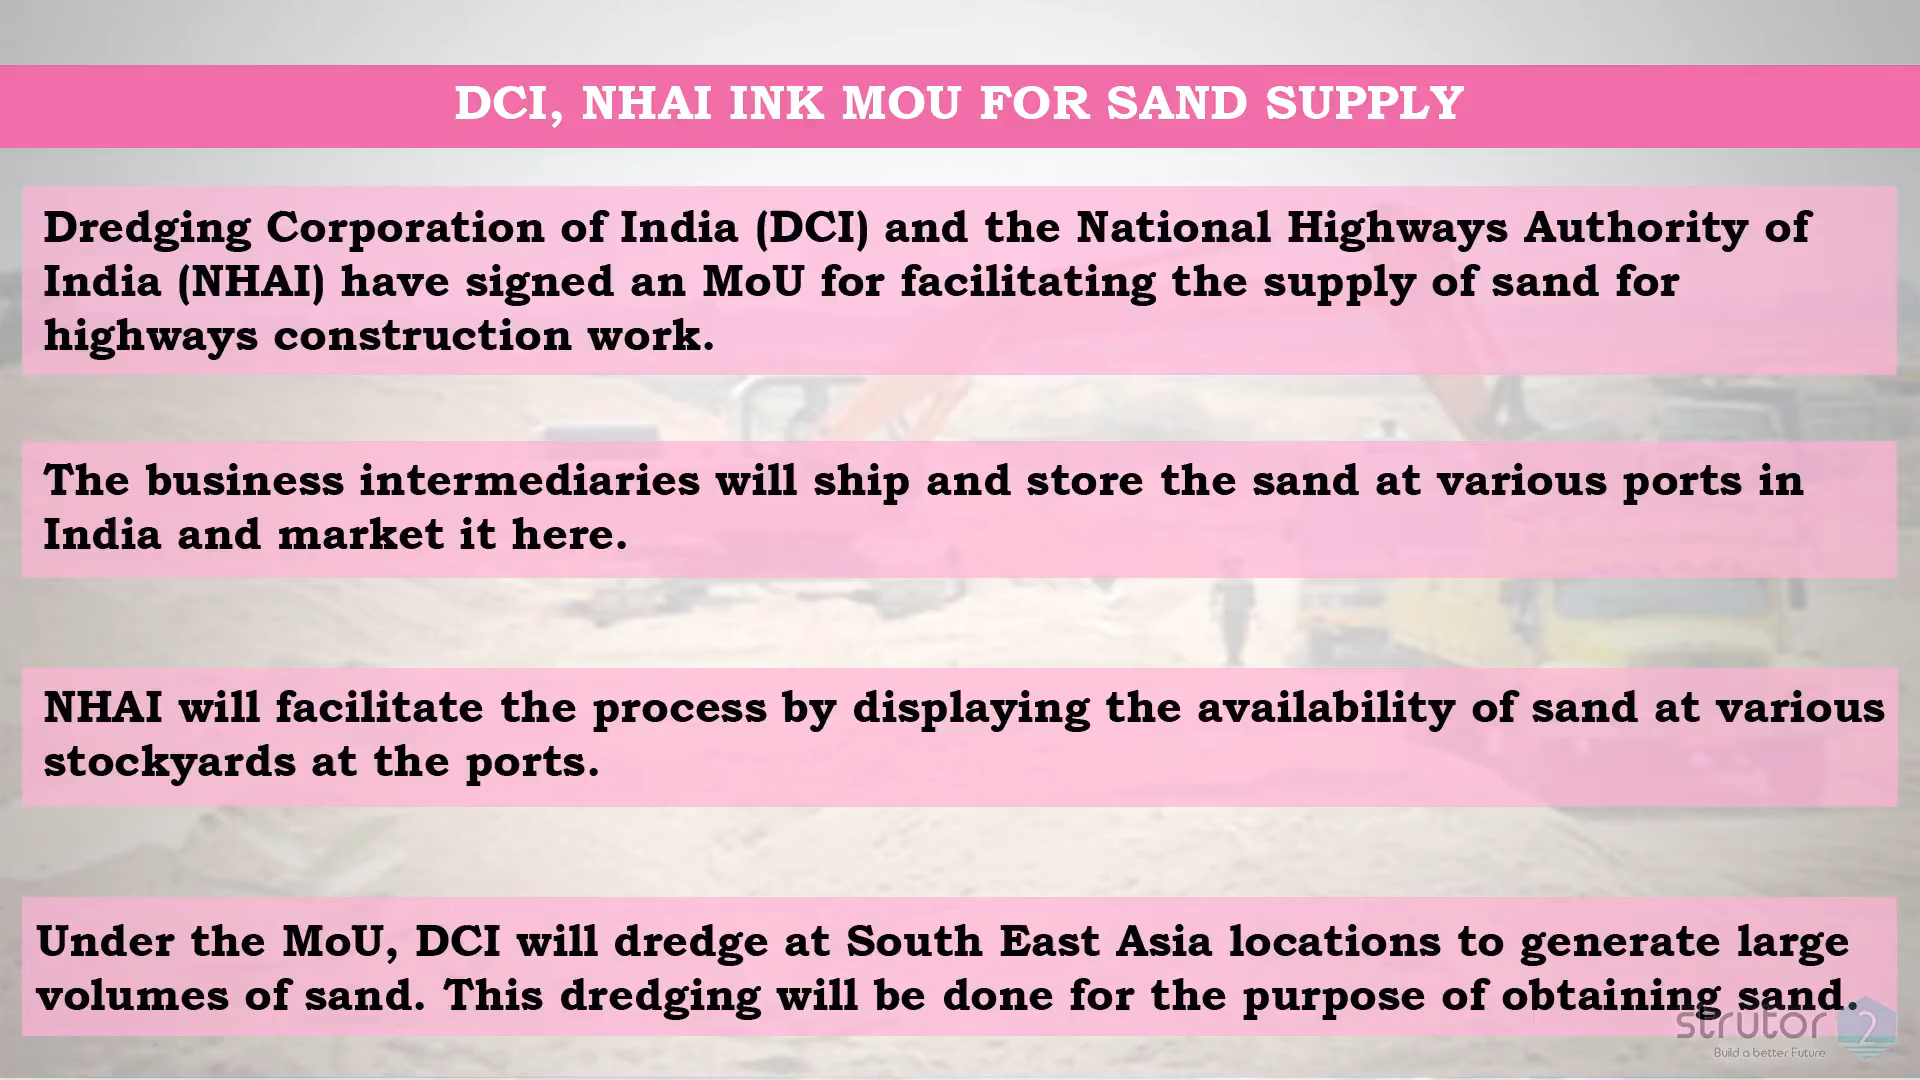 DCI, NHAI INK MOU FOR SAND SUPPLY
Dredging Corporation of India (DCI) and the National Highways Authority of
India (NHAI) have signed an MoU for facilitating the supply of sand for
highways construction work.
The business intermediaries will ship and store the sand at various ports in
India and market it here.
NHAI will facilitate the process by displaying the availability of sand at various
stockyards at the ports.
Under the MoU, DCI will dredge at South East Asia locations to generate large
volumes of sand. This dredging will be done for the purpose of obtaining sand.
strutor 2
Build a better Future